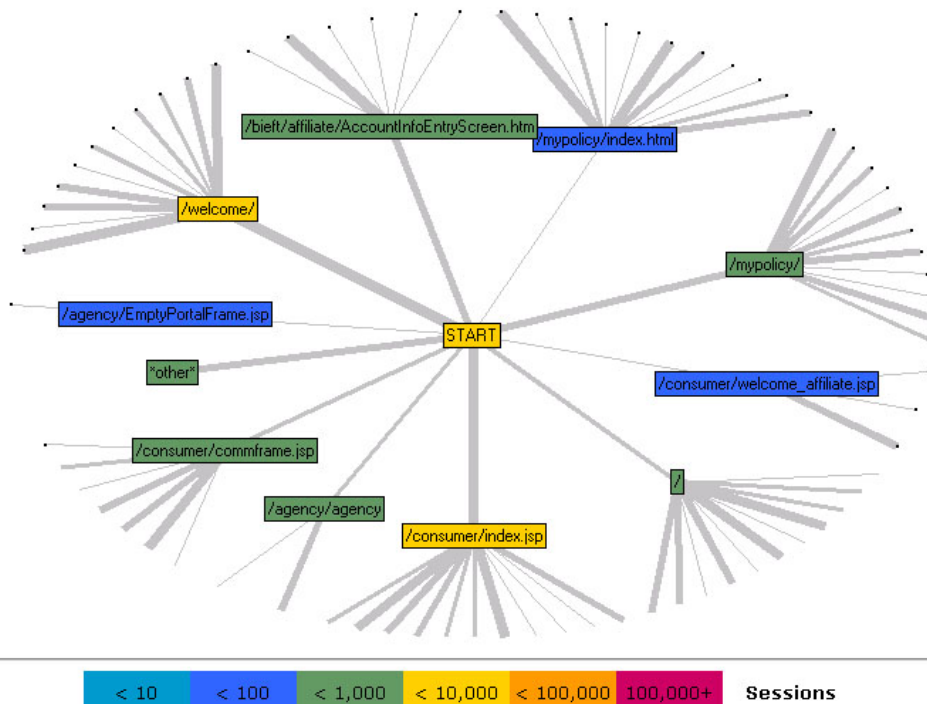 /bieft/affiliate/AccountInfoEntryScreen.htm
/mypolicy/index.html
/welcome/
/mypolicy/
/agency/EmptyPortalFrame.jsp
START
*other*
/consumer/welcome_affiliate.jsp
/consumer/commframe.jsp
/
/agency/agency
/consumer/index.jsp
< 10 < 100 < 1,000 < 10,000 < 100,000 100,000+ Sessions